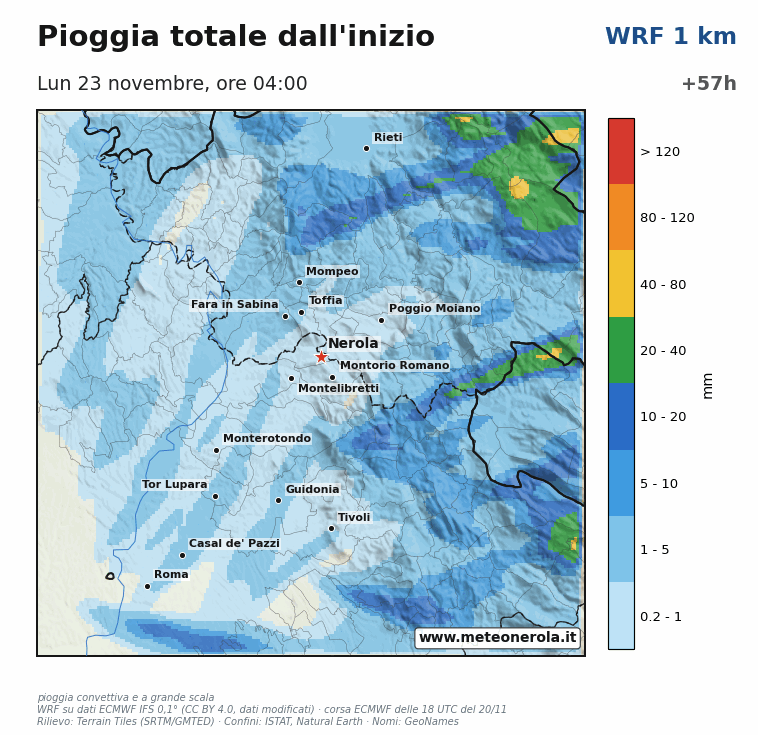 Pioggia totale dall'inizio
WRF 1 km
Lun 23 novembre, ore 04:00
+57h
Rieti
Mompeo
Fara in Sabina
Toffia
Poggio Moiano
Nerola
Montorio Romano
Montelibretti
Monterotondo
Tor Lupara
Guidonia
Tivoli
Casal de' Pazzi
Roma
www.meteonerola.it
> 120
80 - 120
40 - 80
20 - 40
10 - 20
5 - 10
1 - 5
0.2 - 1
mm
pioggia convettiva e a grande scala
WRF su dati ECMWF IFS 0,1° (CC BY 4.0, dati modificati) · corsa ECMWF delle 18 UTC del 20/11
Rilievo: Terrain Tiles (SRTM/GMTED) · Confini: ISTAT, Natural Earth · Nomi: GeoNames